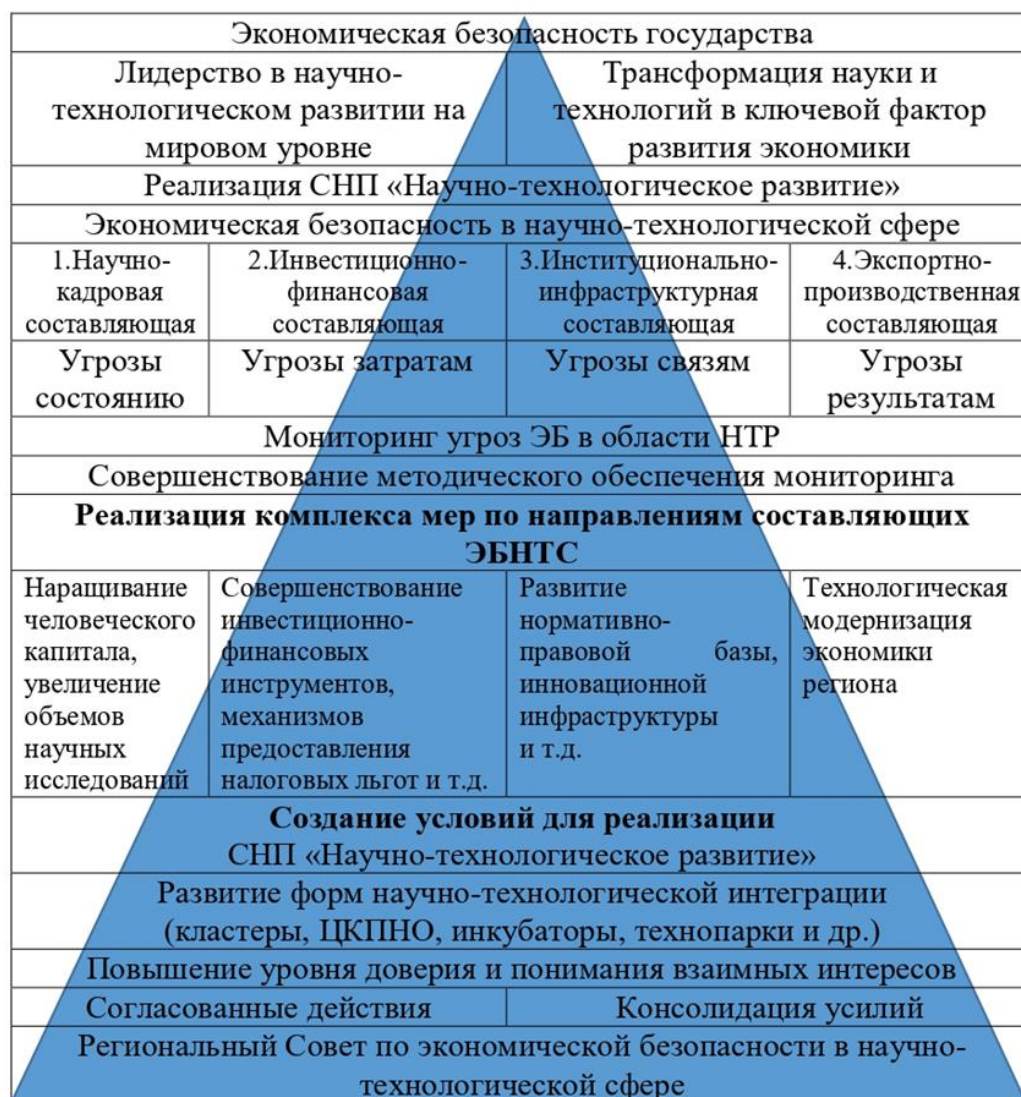 Экономическая безопасность государства
Лидерство в научно-
технологическом развитии на
мировом уровне
Трансформация науки и
технологий в ключевой фактор
развития экономики
Реализация СНП «Научно-технологическое развитие»
Экономическая безопасность в научно-технологической сфере
1.Научно-
кадровая
составляющая
2.Инвестиционно-
финансовая
составляющая
3.Институционально-
инфраструктурная
составляющая
4.Экспортно-
производственная
составляющая
Угрозы
состоянию
Угрозы затратам
Угрозы связям
Угрозы
результатам
Мониторинг угроз ЭБ в области НТР
Совершенствование методического обеспечения мониторинга
Реализация комплекса мер по направлениям составляющих
ЭБНТС
Наращивание
человеческого
капитала,
увеличение
объемов
научных
исследований
Совершенствование
инвестиционно-
финансовых
инструментов,
механизмов
предоставления
налоговых льгот и т.д.
Развитие
нормативно-
правовой базы,
инновационной
инфраструктуры
и т.д.
Технологическая
модернизация
экономики
региона
Создание условий для реализации
СНП «Научно-технологическое развитие»
Развитие форм научно-технологической интеграции
(кластеры, ЦКПНО, инкубаторы, технопарки и др.)
Повышение уровня доверия и понимания взаимных интересов
Согласованные действия
Консолидация усилий
Региональный Совет по экономической безопасности в научно-
технологической сфере